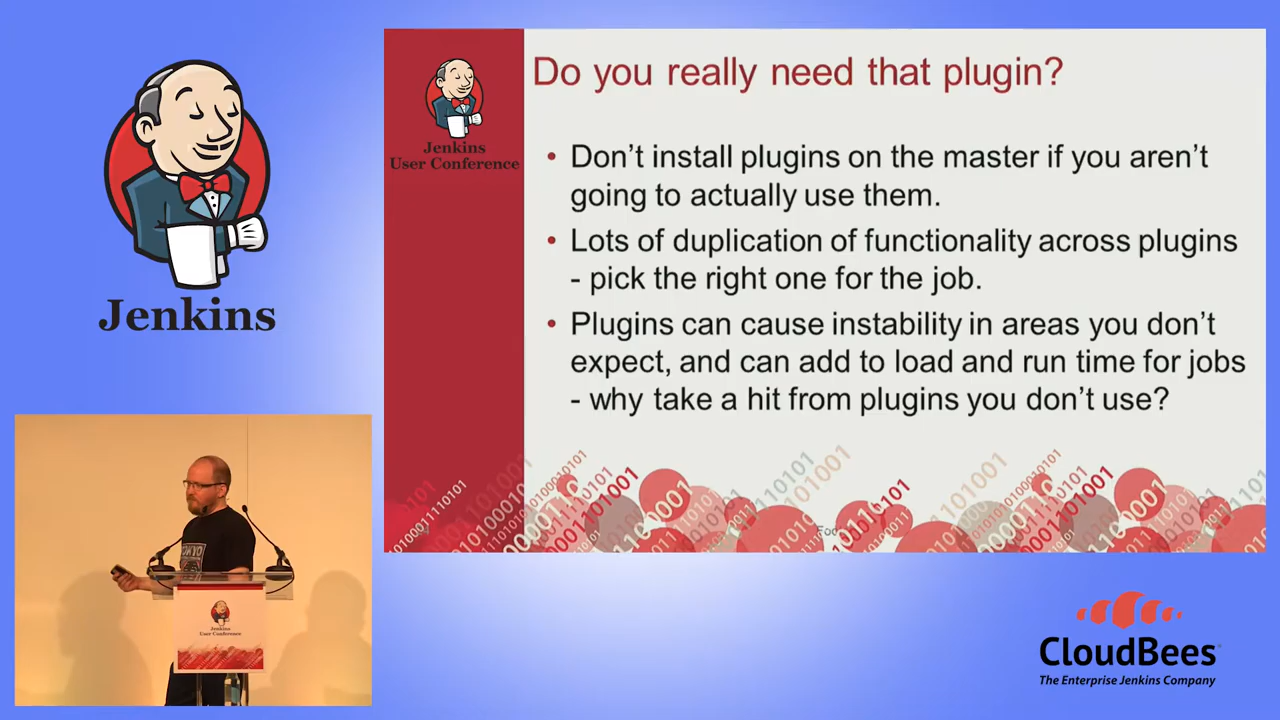 Jenkins
Jenkins
User Conference
Do you really need that plugin?
• Don’t install plugins on the master if you aren’t
going to actually use them.
• Lots of duplication of functionality across plugins
- pick the right one for the job.
• Plugins can cause instability in areas you don’t
expect, and can add to load and run time for jobs
- why take a hit from plugins you don’t use?
Jenkins
User Conference
CloudBees
The Enterprise Jenkins Company